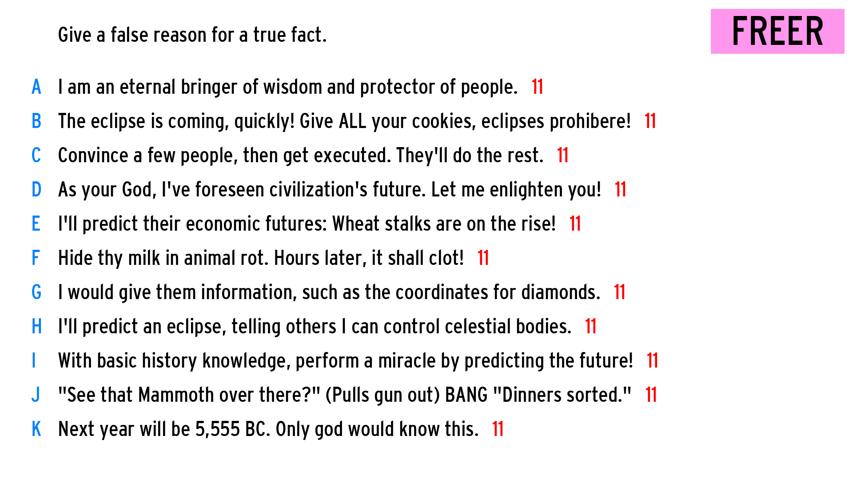 Give a false reason for a true fact.
FREER
A I am an eternal bringer of wisdom and protector of people. 11
B The eclipse is coming, quickly! Give ALL your cookies, eclipses prohibere! 11
C Convince a few people, then get executed. They'll do the rest. 11
D As your God, I've foreseen civilization's future. Let me enlighten you! 11
E I'll predict their economic futures: Wheat stalks are on the rise! 11
F Hide thy milk in animal rot. Hours later, it shall clot! 11
G I would give them information, such as the coordinates for diamonds. 11
H I'll predict an eclipse, telling others I can control celestial bodies. 11
I With basic history knowledge, perform a miracle by predicting the future! 11
J "See that Mammoth over there?" (Pulls gun out) BANG "Dinners sorted." 11
K Next year will be 5,555 BC. Only god would know this. 11